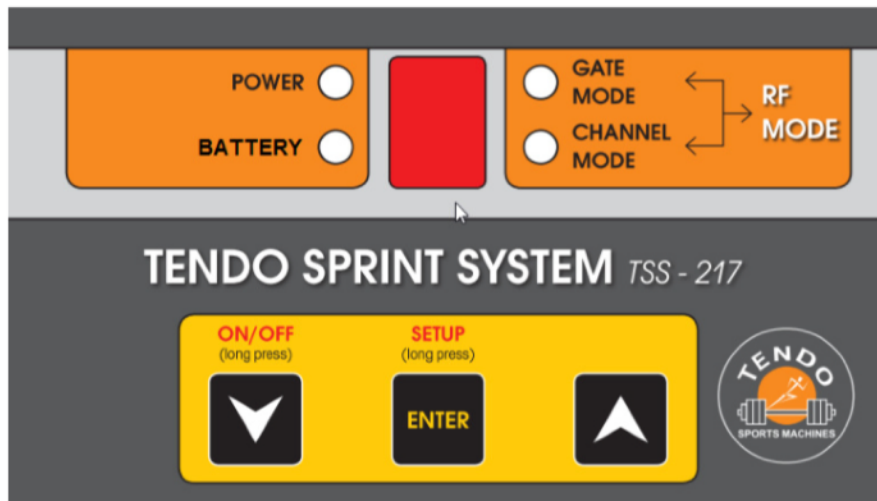 POWER
BATTERY
GATE
MODE
CHANNEL
MODE
RF
MODE
TENDO SPRINT SYSTEM TSS - 217
ON/OFF
(long press)
SETUP
(long press)
ENTER
TENDO
SPORTS MACHINES